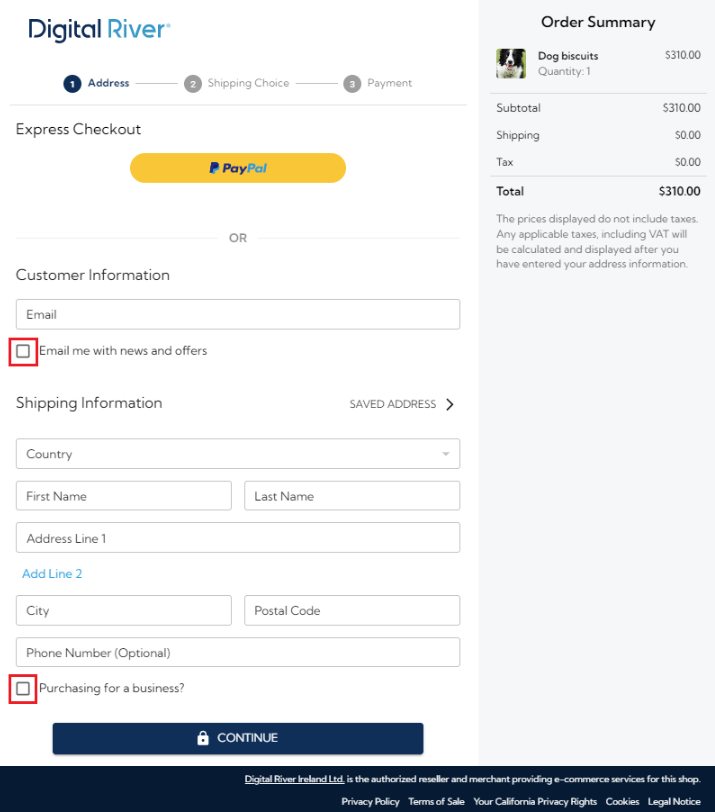 Digital River®
1 Address
2 Shipping Choice
3 Payment
Express Checkout
PayPal
OR
Customer Information
Email
Email me with news and offers
Shipping Information
SAVED ADDRESS
Country
First Name
Last Name
Address Line 1
Add Line 2
City
Postal Code
Phone Number (Optional)
Purchasing for a business?
CONTINUE
Order Summary
Dog biscuits $310.00
Quantity: 1
Subtotal $310.00
Shipping $0.00
Tax $0.00
Total $310.00
The prices displayed do not include taxes.
Any applicable taxes, including VAT will
be calculated and displayed after you
have entered your address information.
Digital River Ireland Ltd. is the authorized reseller and merchant providing e-commerce services for this shop.
Privacy Policy Terms of Sale Your California Privacy Rights Cookies Legal Notice